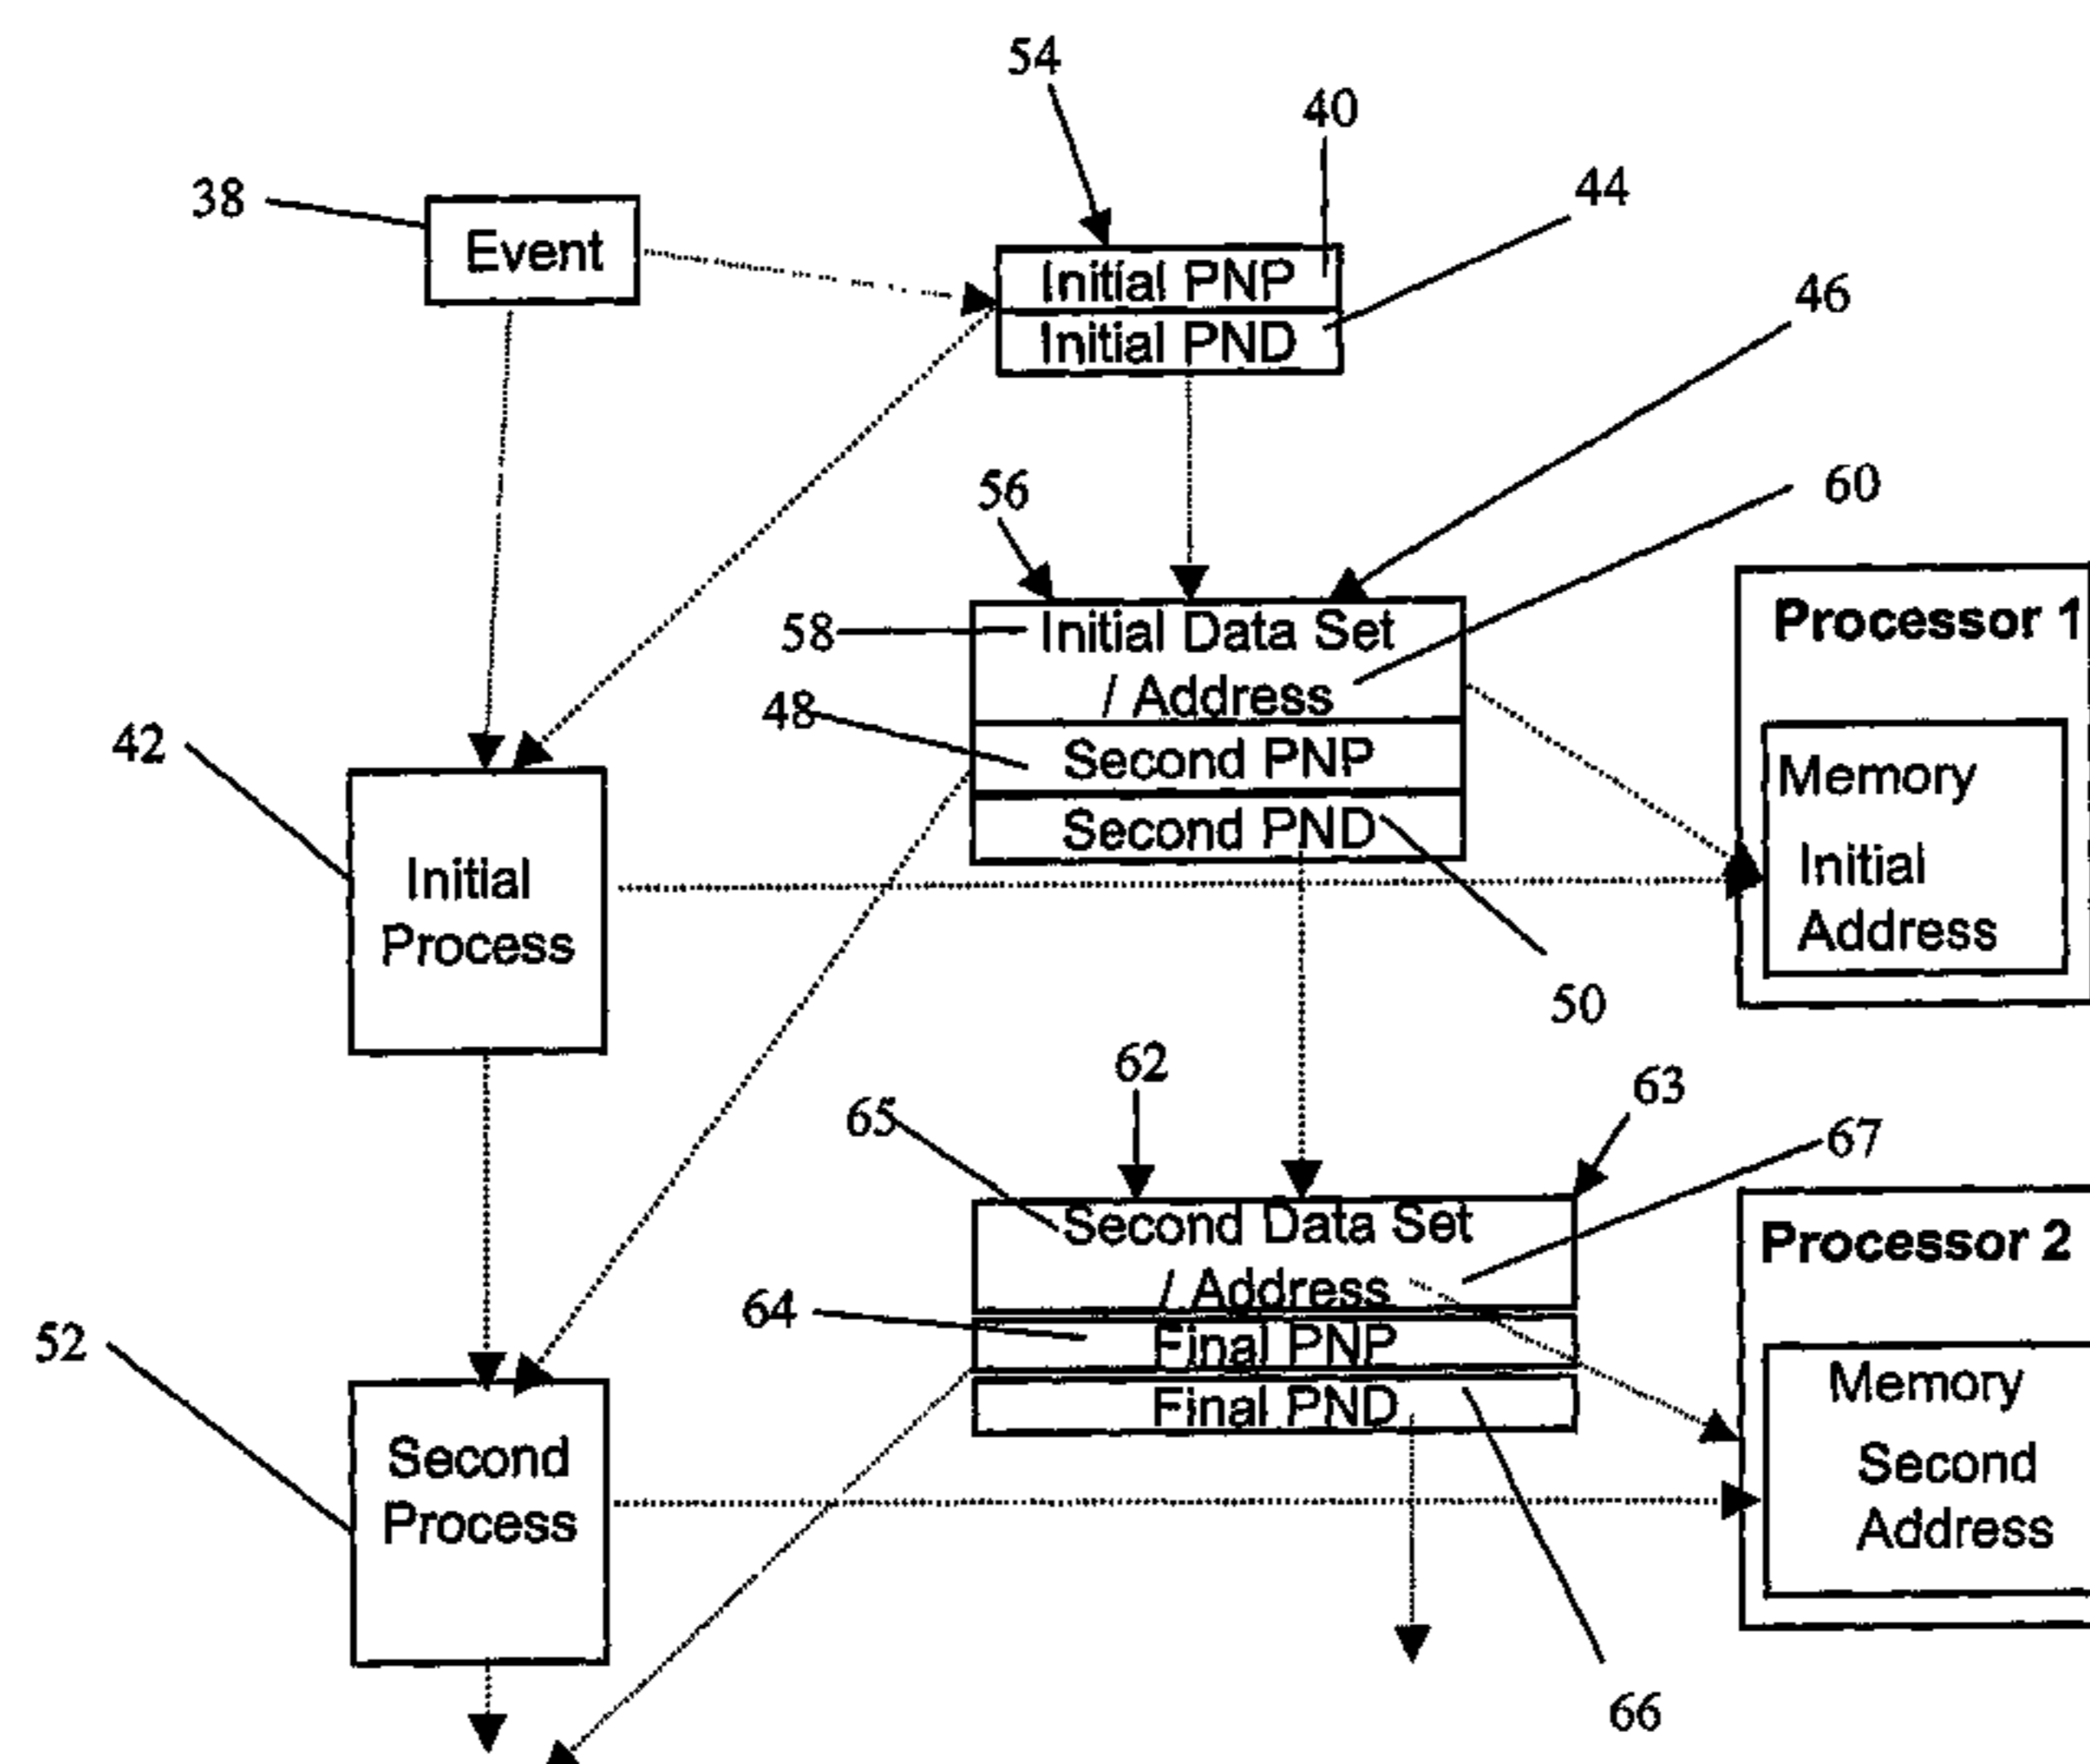 54
40
44
38
Event
Initial PNP
Initial PND
46
56
60
58
Initial Data Set
/ Address
48
Second PNP
Second PND
50
Processor 1
Memory
Initial
Address
42
Initial
Process
62
63
65
67
Second Data Set
/ Address
64
Final PNP
Final PND
66
Processor 2
Memory
Second
Address
52
Second
Process